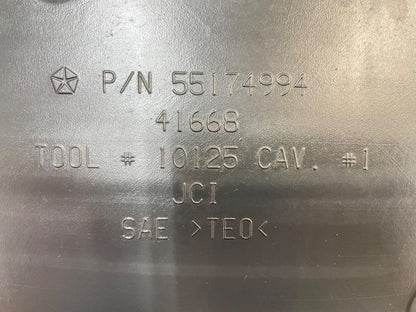 P/N 55174994
41668
TOOL # 10125 CAV. #1
JCI
SAE >TEO<